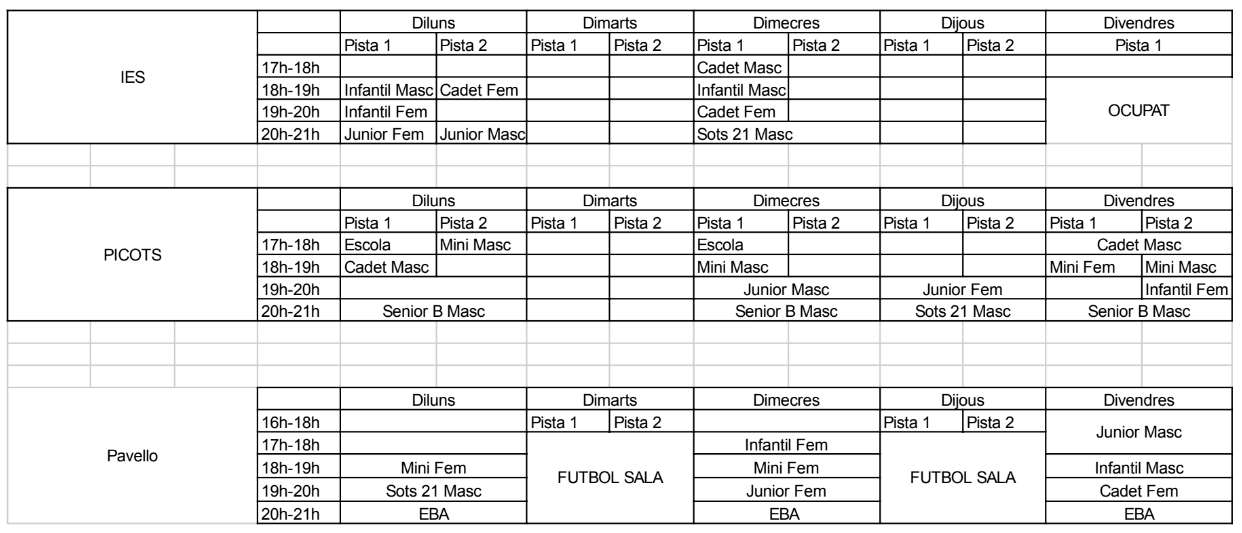 Diluns Dimarts Dimecres Dijous Divendres
Pista 1 Pista 2 Pista 1 Pista 2 Pista 1 Pista 2 Pista 1 Pista 2 Pista 1
IES
17h-18h Cadet Masc
18h-19h Infantil Masc Cadet Fem Infantil Masc
19h-20h Infantil Fem Cadet Fem OCUPAT
20h-21h Junior Fem Junior Masc Sots 21 Masc
Diluns Dimarts Dimecres Dijous Divendres
Pista 1 Pista 2 Pista 1 Pista 2 Pista 1 Pista 2 Pista 1 Pista 2 Pista 1 Pista 2
PICOTS
17h-18h Escola Mini Masc Escola Cadet Masc
18h-19h Cadet Masc Mini Masc Mini Fem Mini Masc
19h-20h Junior Masc Junior Fem Infantil Fem
20h-21h Senior B Masc Senior B Masc Sots 21 Masc Senior B Masc
Diluns Dimarts Dimecres Dijous Divendres
16h-18h Pista 1 Pista 2 Pista 1 Pista 2 Junior Masc
17h-18h Infantil Fem
Pavello
18h-19h Mini Fem FUTBOL SALA Mini Fem FUTBOL SALA Infantil Masc
19h-20h Sots 21 Masc Junior Fem Cadet Fem
20h-21h EBA EBA EBA